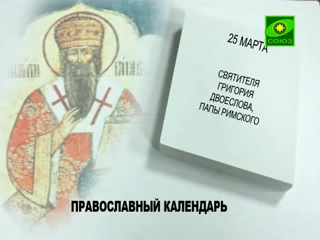 СОЮЗ
25 МАРТА
СВЯТИТЕЛЯ
ГРИГОРИЯ
ДВОЕСЛОВА,
ПАПЫ РИМСКОГО
ПРАВОСЛАВНЫЙ КАЛЕНДАРЬ